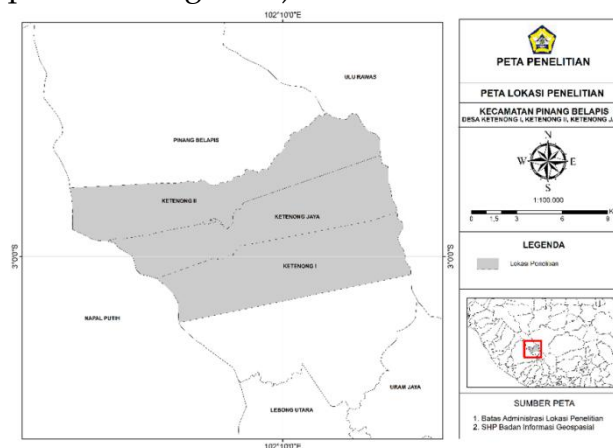 102°10'0"E
ULU RAWAS
PINANG BELAPIS
KETENONG II
KETENONG JAYA
3°0'0"S
3°0'0"S
KETENONG I
NAPAL PUTIH
URAM JAYA
LEBONG UTARA
102°10'0"E
PETA PENELITIAN
PETA LOKASI PENELITIAN
KECAMATAN PINANG BELAPIS
DESA KETENONG I, KETENONG II, KETENONG JA
N
W E
S
1:100.000
0 1,5 3 6 9
LEGENDA
Lokasi Penelitian
SUMBER PETA
1. Batas Administrasi Lokasi Penelitian
2. SHP Badan Informasi Geospasial